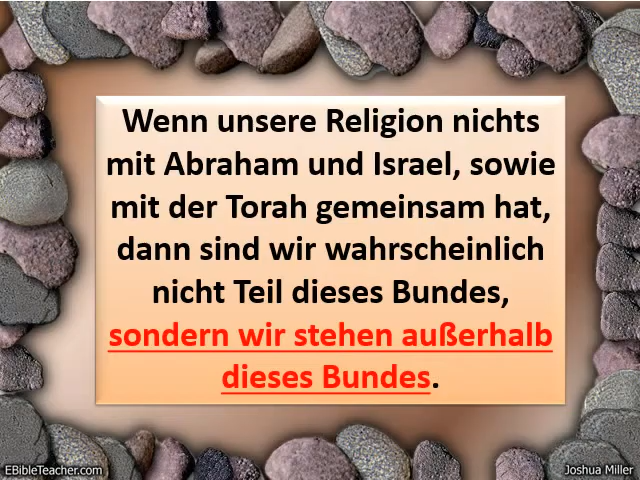 Wenn unsere Religion nichts
mit Abraham und Israel, sowie
mit der Torah gemeinsam hat,
dann sind wir wahrscheinlich
nicht Teil dieses Bundes,
sondern wir stehen außerhalb
dieses Bundes.
EBibleTeacher.com
Joshua Miller